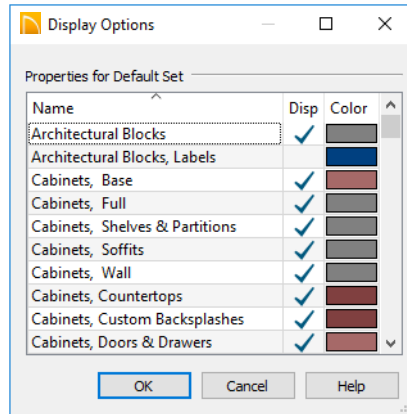 Display Options
Properties for Default Set
Name Disp Color
Architectural Blocks
Architectural Blocks, Labels
Cabinets, Base
Cabinets, Full
Cabinets, Shelves & Partitions
Cabinets, Soffits
Cabinets, Wall
Cabinets, Countertops
Cabinets, Custom Backsplashes
Cabinets, Doors & Drawers
OK Cancel Help